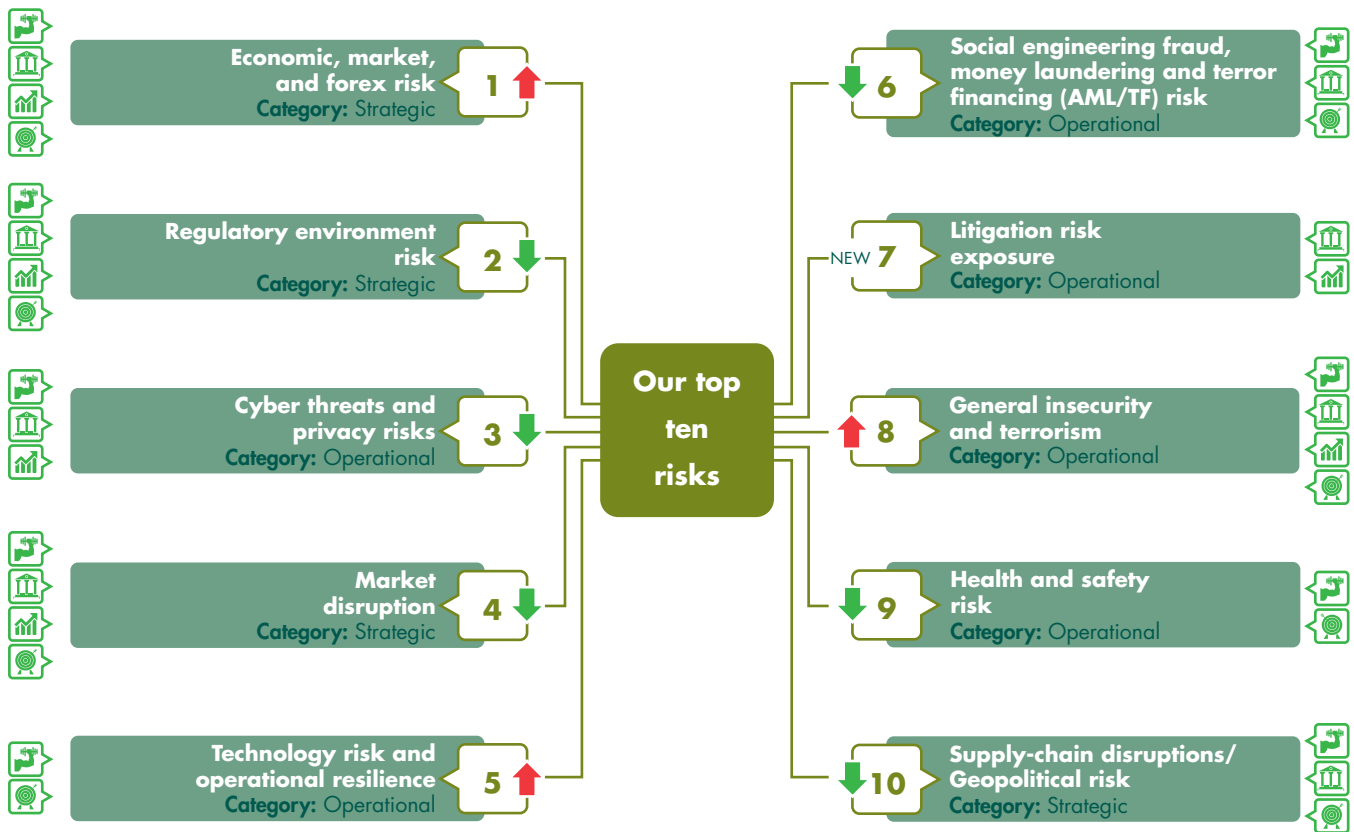 Economic, market,
and forex risk
Category: Strategic
1
Regulatory environment
risk
Category: Strategic
2
Cyber threats and
privacy risks
Category: Operational
3
Market
disruption
Category: Strategic
4
Technology risk and
operational resilience
Category: Operational
5
Our top
ten
risks
6
Social engineering fraud,
money laundering and terror
financing (AML/TF) risk
Category: Operational
NEW 7
Litigation risk
exposure
Category: Operational
8
General insecurity
and terrorism
Category: Operational
9
Health and safety
risk
Category: Operational
10
Supply-chain disruptions/
Geopolitical risk
Category: Strategic